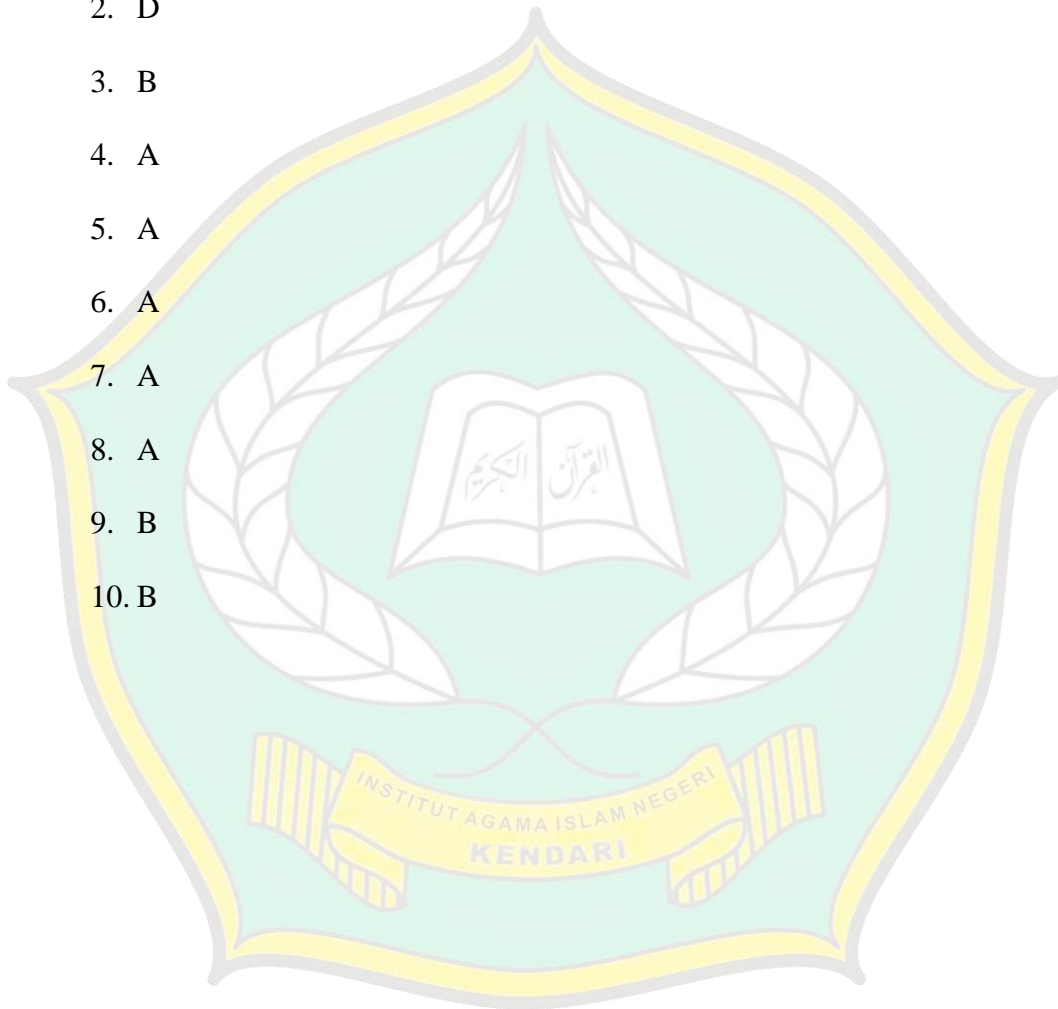 2. D
3. B
4. A
5. A
6. A
7. A
8. A
9. B
10. B
القرآن الكريم
INSTITUT AGAMA ISLAM NEGERI
KENDARI